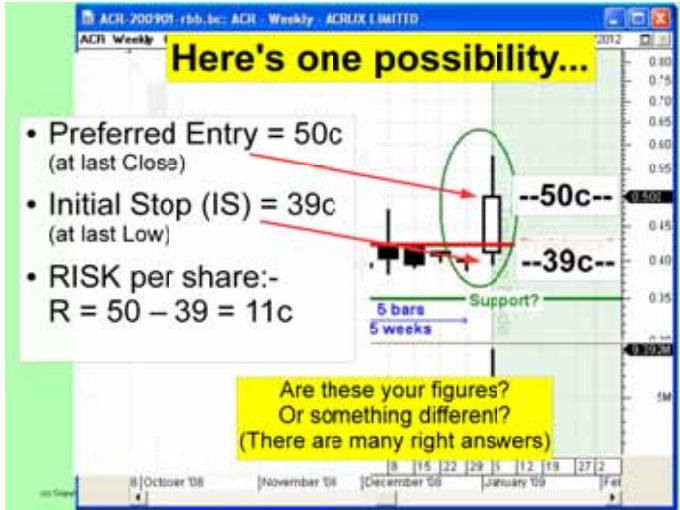 ACR-200901-rbb.bc:: ACR - Weekly - ACRUX LIMITED
ACR Weekly
2012
Here's one possibility...
0.80
0.75
0.70
0.65
0.60
0.55
0.45
0.40
0.35
0.30
• Preferred Entry = 50c
(at last Close)
• Initial Stop (IS) = 39c
(at last Low)
• RISK per share:-
R = 50 – 39 = 11c
--50c--
--39c--
Support?
5 bars
5 weeks
5M
Are these your figures?
Or something different?
(There are many right answers)
8 15 22 29 5 12 19 27 2
October '08 November '08 December '08 January '09 Feb